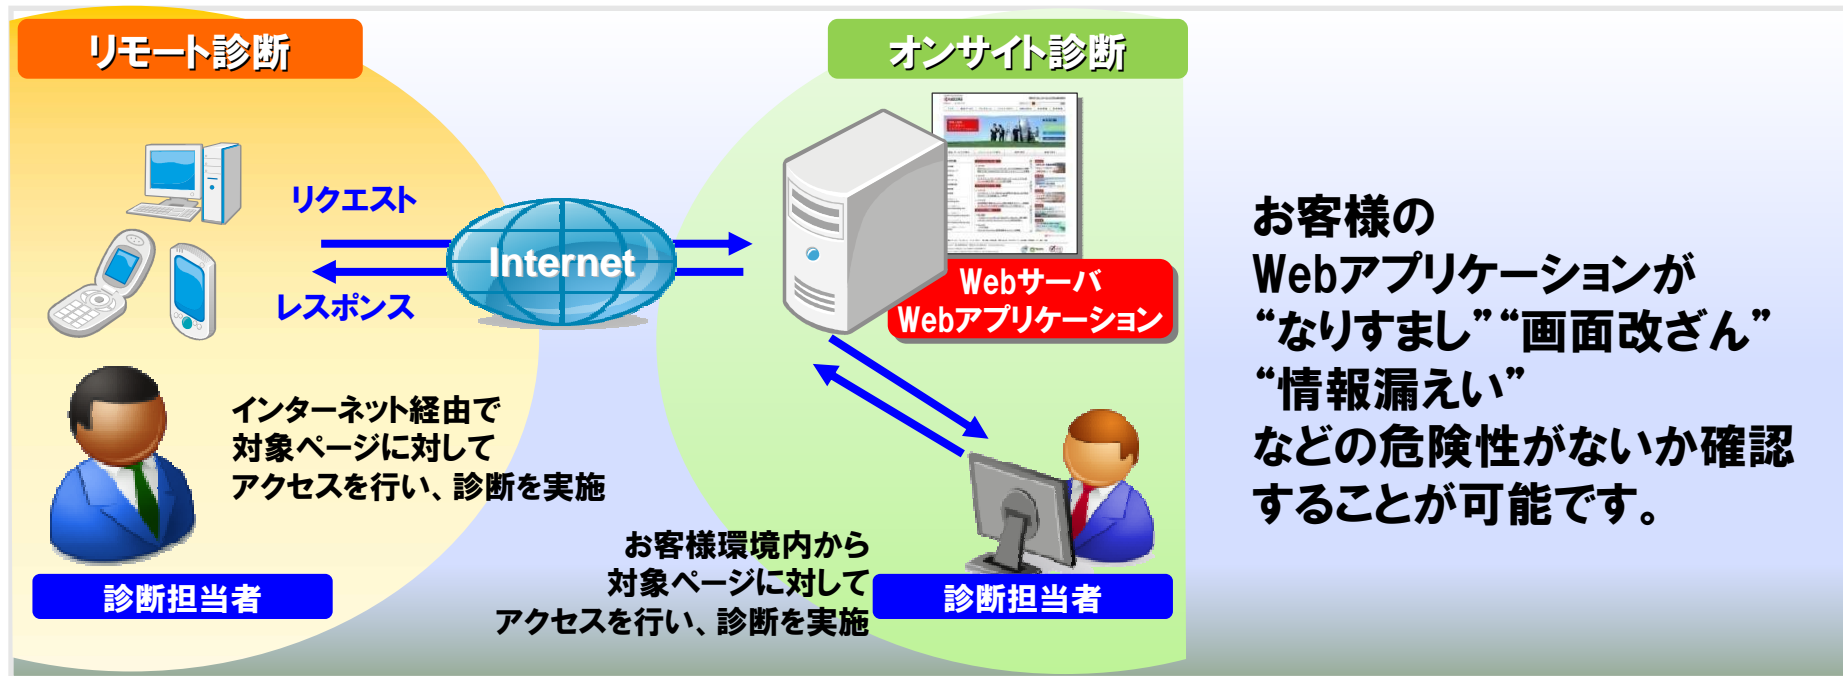 リモート診断
リクエスト
Internet
レスポンス
インターネット経由で
対象ページに対して
アクセスを行い、診断を実施
診断担当者
オンサイト診断
Webサーバ
Webアプリケーション
お客様環境内から
対象ページに対して
アクセスを行い、診断を実施
診断担当者
お客様の
Webアプリケーションが
“なりすまし”“画面改ざん”
“情報漏えい”
などの危険性がないか確認
することが可能です。